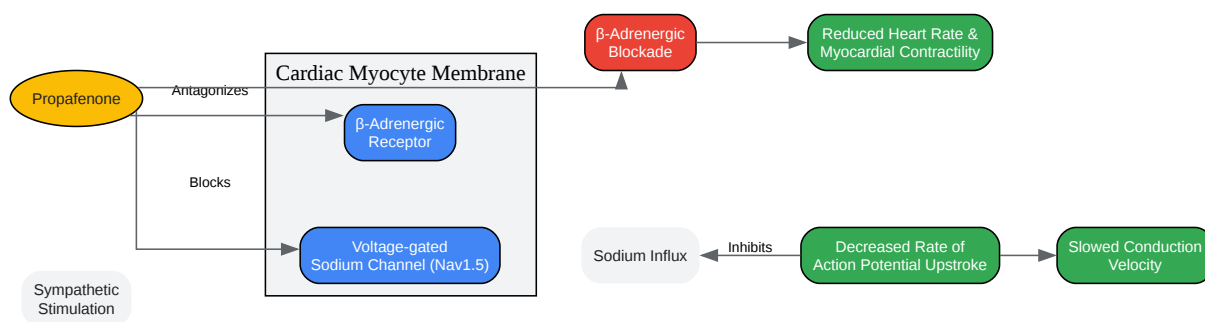 β-Adrenergic
Blockade
Reduced Heart Rate &
Myocardial Contractility
Cardiac Myocyte Membrane
Propafenone
Antagonizes
β-Adrenergic
Receptor
Blocks
Voltage-gated
Sodium Channel (Nav1.5)
Sodium Influx
Inhibits
Decreased Rate of
Action Potential Upstroke
Slowed Conduction
Velocity
Sympathetic
Stimulation